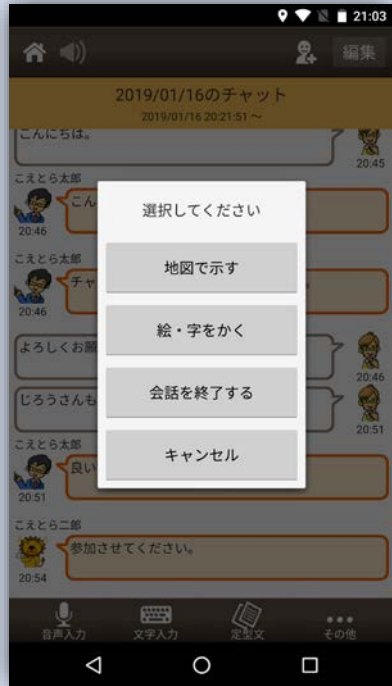 21:03
編集
2019/01/16のチャット
2019/01/16 20:21:51 ～
こんにちは。
20:45
こえとら太郎
こん
20:46
こえとら太郎
チャ
20:46
よろしくお願
20:46
じろうさんも
20:51
こえとら太郎
良い
20:51
こえとら二郎
参加させてください。
20:54
選択してください
地図で示す
絵・字をかく
会話を終了する
キャンセル
音声入力
文字入力
定型文
その他